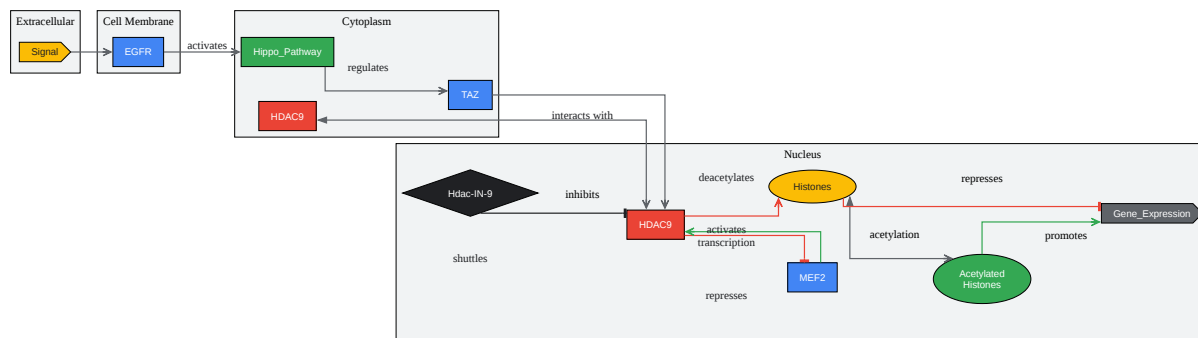 Extracellular
Cell Membrane
Cytoplasm
Signal
EGFR
activates
Hippo_Pathway
regulates
TAZ
HDAC9
interacts with
Nucleus
Hdac-IN-9
inhibits
deacetylates
Histones
represses
Gene_Expression
HDAC9
activates
transcription
acetylation
promotes
shuttles
MEF2
Acetylated
Histones
represses